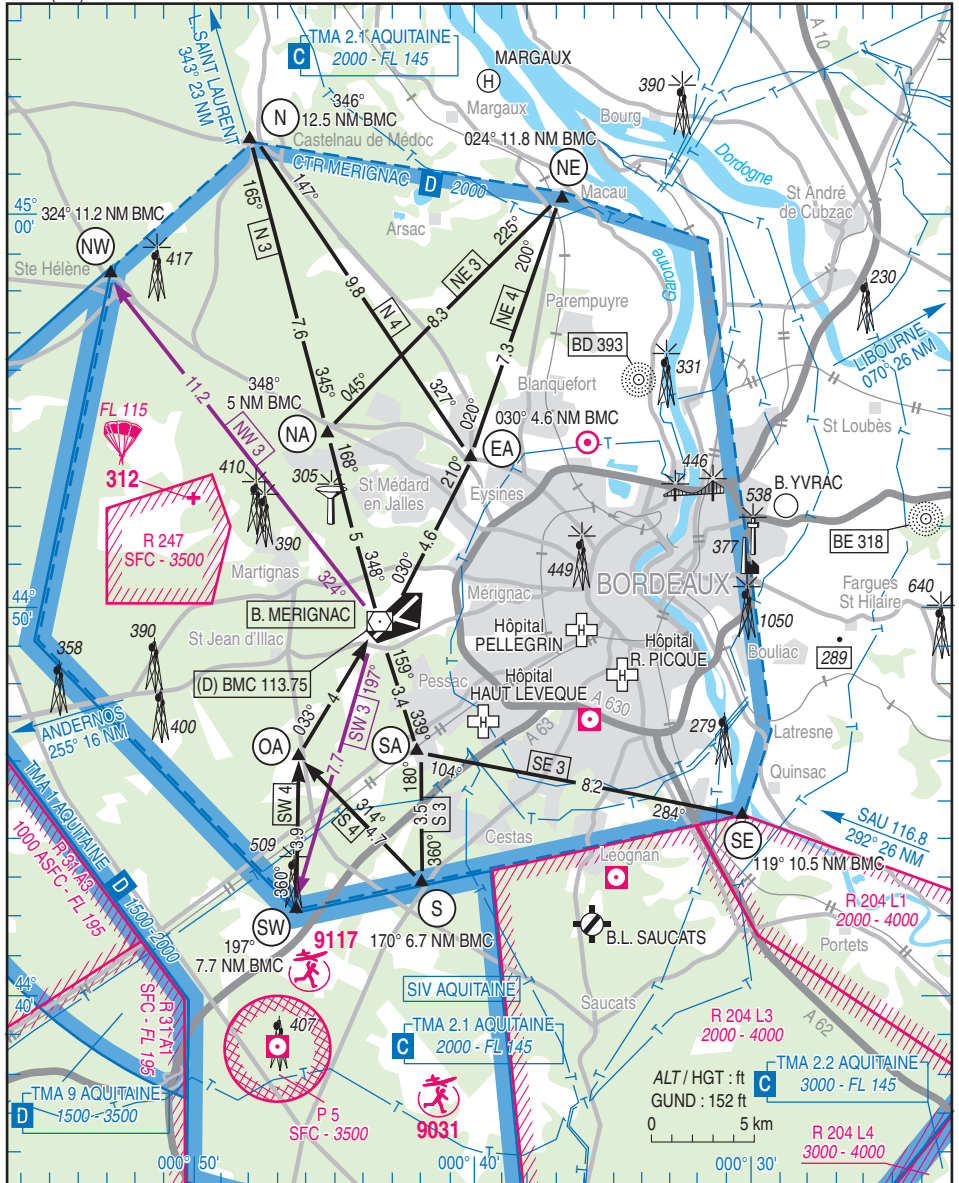 TMA 2.1 AQUITAINE
C
2000 - FL 145
A 10
L. SAINT LAURENT
343° 23 NM
MARGAUX
H
Margaux
390
Bourg
N
346°
12.5 NM BMC
Castelnau de Médoc
024° 11.8 NM BMC
NE
Macau
Dordogne
CTR MERIGNAC
D
2000
St André
de Cubzac
45°
00'
324° 11.2 NM BMC
NW
Ste Hélène
417
165°
N 3
147°
Arsac
225°
NE 3
200°
NE 4
Garonne
230
9.8
N 4
8.3
7.6
7.3
Parempuyre
BD 393
331
LIBOURNE
070° 26 NM
11.2
NW 3
348°
5 NM BMC
345°
045°
327°
020°
Blanquefort
030° 4.6 NM BMC
St Loubès
NA
EA
FL 115
312
168°
210°
410
305
390
St Médard
en Jalles
Eysines
446
B. YVRAC
538
BE 318
R 247
SFC - 3500
5
4.6
449
377
Martignas
324°
348°
030°
Mérignac
BORDEAUX
Fargues
St Hilaire
640
44°
50'
B. MERIGNAC
St Jean d'Illac
1050
Bouliac
289
Hôpital
PELLEGRIN
H
Hôpital
R. PICQUE
H
358
390
400
(D) BMC 113.75
159°
3.4
339°
Pessac
Hôpital
HAUT LEVEQUE
H
A 630
A 63
197°
SW 3
7.7
4
033°
ANDERNOS
255° 16 NM
OA
SA
279
Latresne
Quinsac
104°
SE 3
8.2
284°
180°
S 3
3.5
360°
SW 4
3.9
360°
314°
S 4
4.7
SAU 116.8
292° 26 NM
TMA 1 AQUITAINE
D
1500-2000
R 31 A3
1000 ASFC - FL 195
509
Cestas
Léognan
SE
119° 10.5 NM BMC
SW
197°
7.7 NM BMC
S
170° 6.7 NM BMC
9117
B.L. SAUCATS
R 204 L1
2000 - 4000
Portets
44°
40'
R 31 A1
SFC - FL 195
SIV AQUITAINE
Saucats
A 62
407
TMA 2.1 AQUITAINE
C
2000 - FL 145
R 204 L3
2000 - 4000
TMA 9 AQUITAINE
D
1500 - 3500
P 5
SFC - 3500
9031
ALT / HGT : ft
GUND : 152 ft
0 5 km
TMA 2.2 AQUITAINE
C
3000 - FL 145
R 204 L4
3000 - 4000
000° 50'
000° 40'
000° 30'